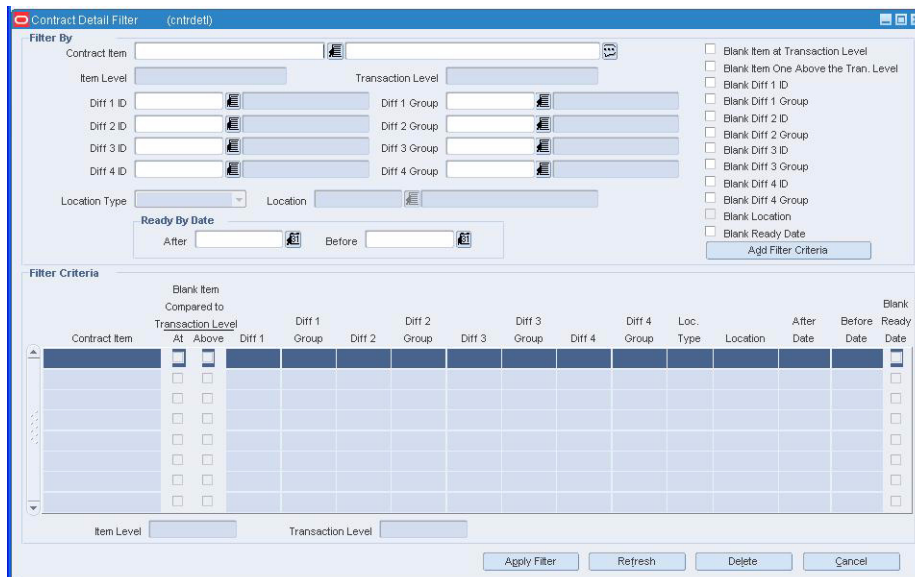 Contract Detail Filter (cntrdetl)
Filter By
Contract Item
Item Level Transaction Level
Diff 1 ID Diff 1 Group
Diff 2 ID Diff 2 Group
Diff 3 ID Diff 3 Group
Diff 4 ID Diff 4 Group
Location Type Location
Ready By Date
After Before
Blank Item at Transaction Level
Blank Item One Above the Tran. Level
Blank Diff 1 ID
Blank Diff 1 Group
Blank Diff 2 ID
Blank Diff 2 Group
Blank Diff 3 ID
Blank Diff 3 Group
Blank Diff 4 ID
Blank Diff 4 Group
Blank Location
Blank Ready Date
Add Filter Criteria
Filter Criteria
Blank Item
Compared to Blank
Transaction Level Diff 1 Diff 2 Diff 3 Diff 4 Loc. After Before Ready
Contract Item At Above Diff 1 Group Diff 2 Group Diff 3 Group Diff 4 Group Type Location Date Date Date
Item Level Transaction Level
Apply Filter Refresh Delete Cancel